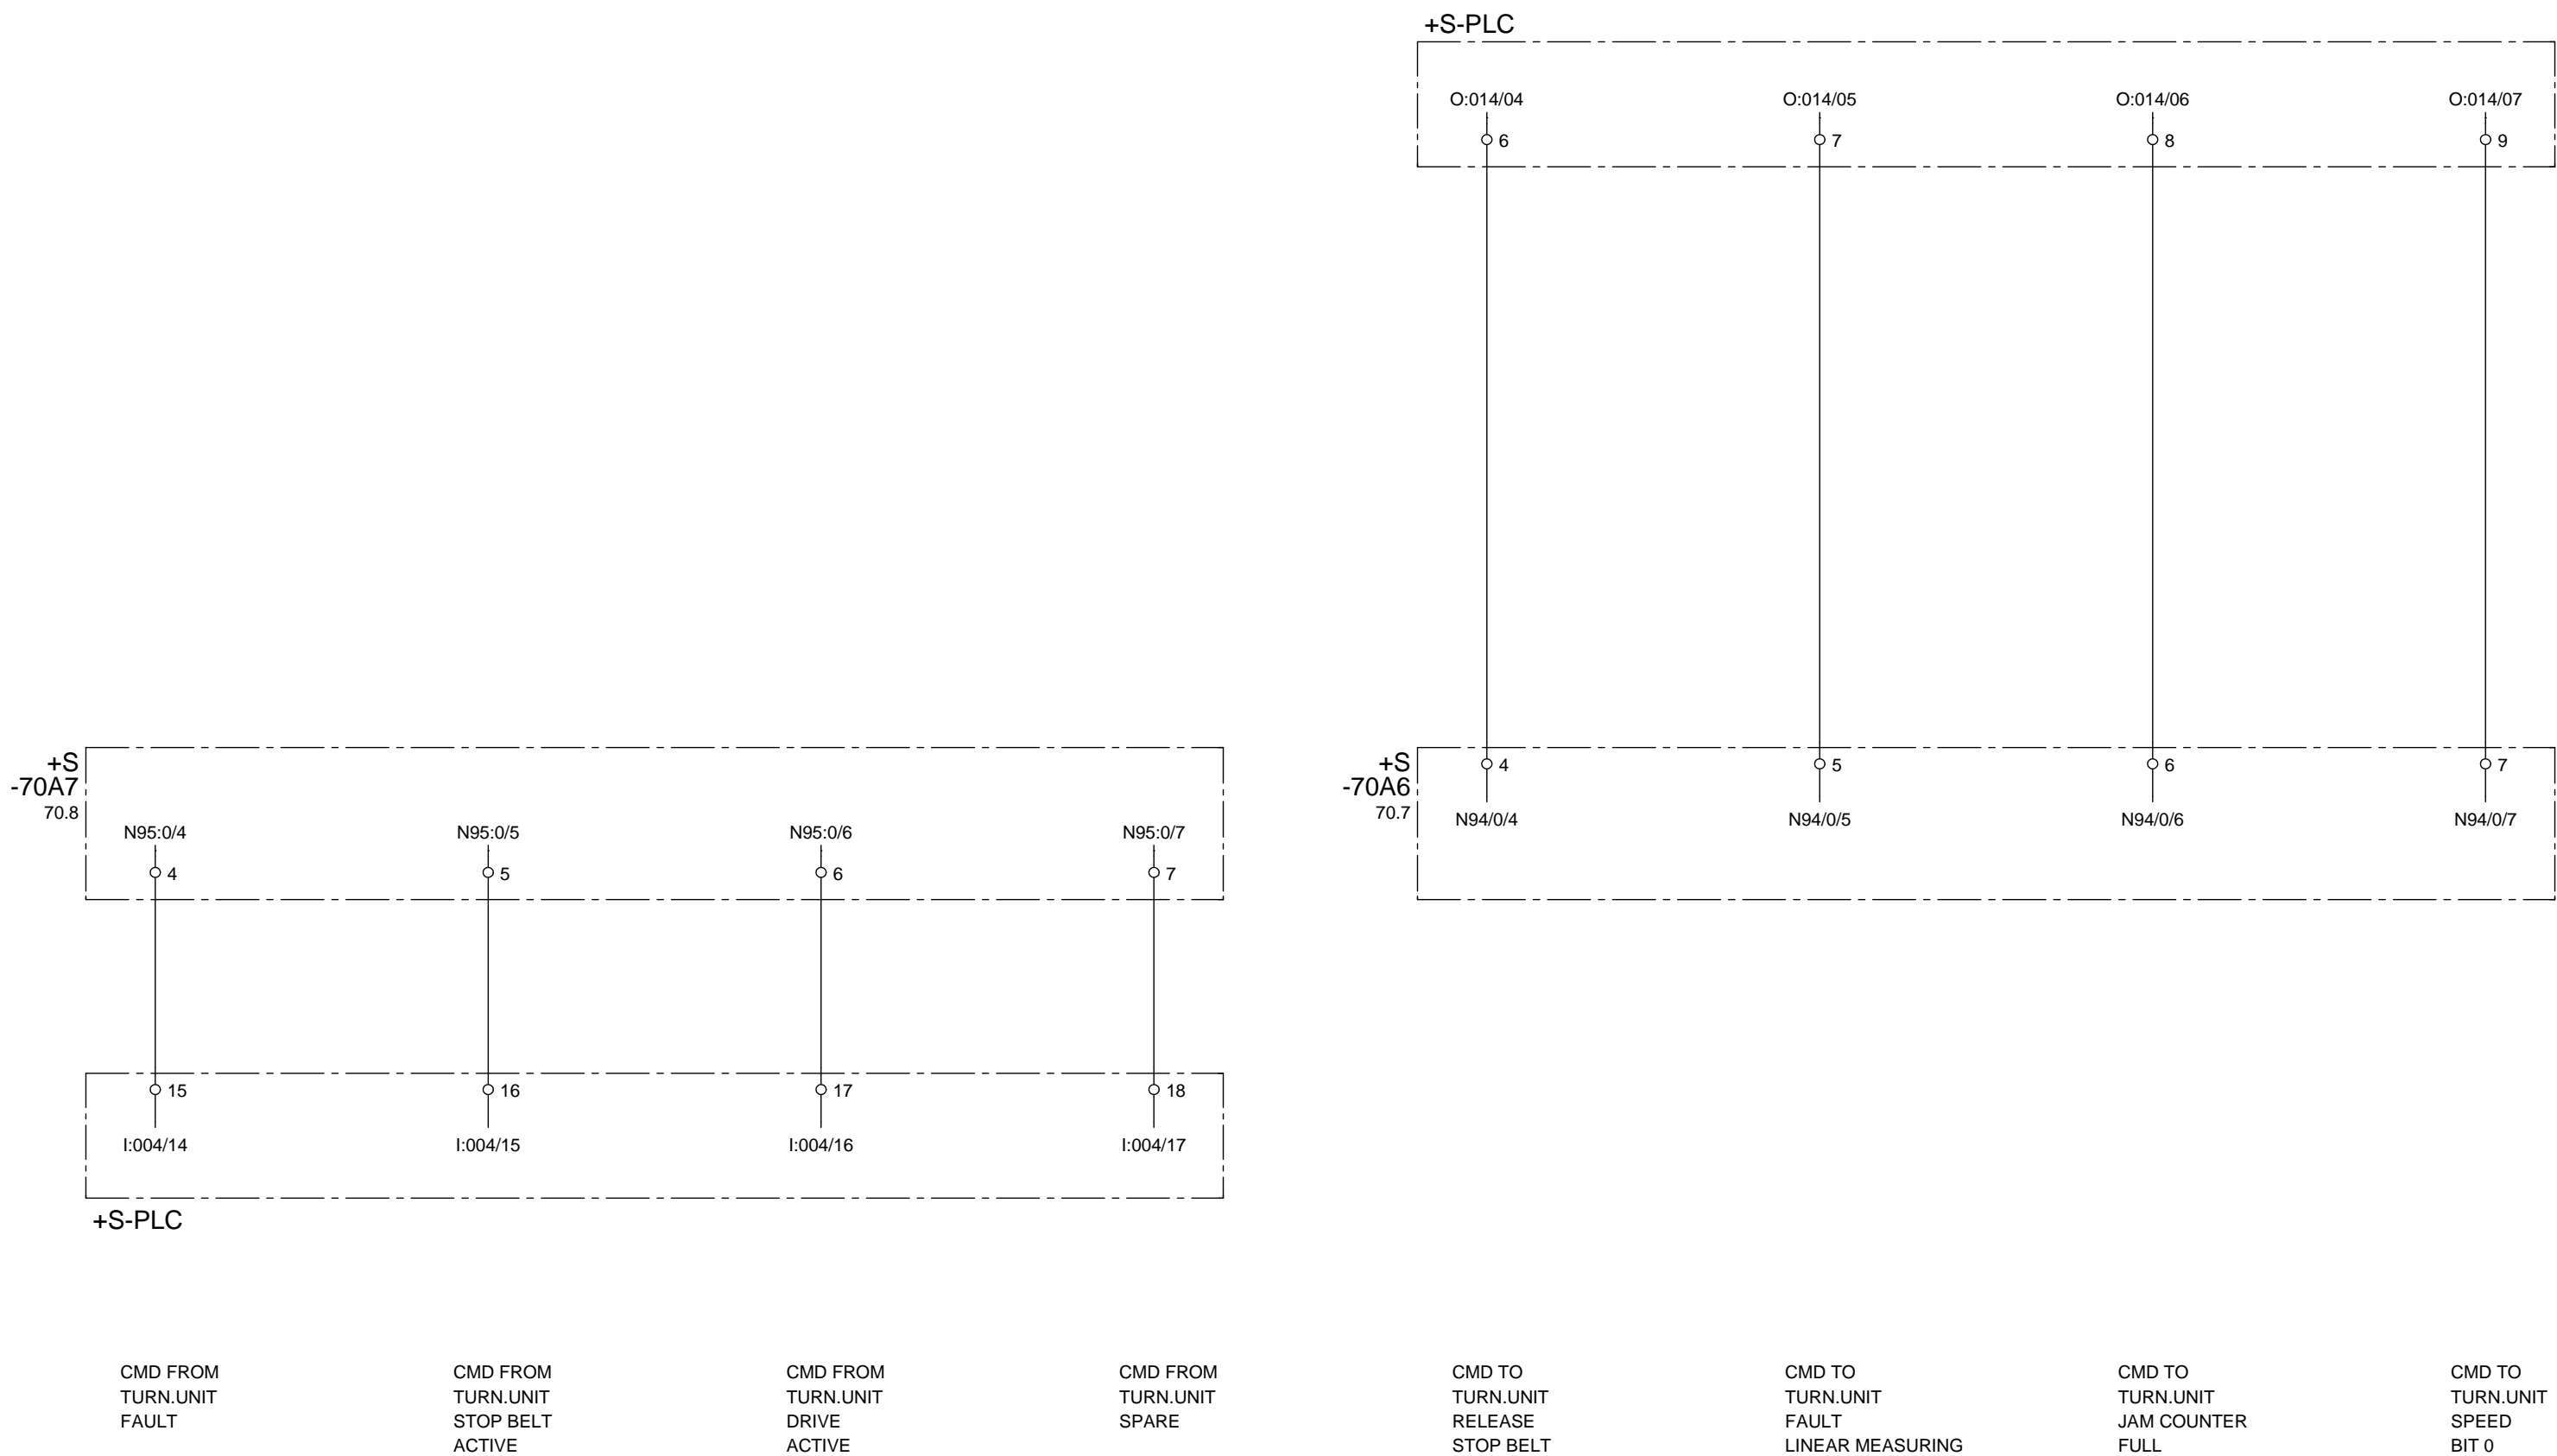 +S-PLC
O:014/04 O:014/05 O:014/06 O:014/07
6 7 8 9
+S
-70A7
70.8
N95:0/4 N95:0/5 N95:0/6 N95:0/7
4 5 6 7
+S
-70A6
70.7
4 5 6 7
N94/0/4 N94/0/5 N94/0/6 N94/0/7
15 16 17 18
I:004/14 I:004/15 I:004/16 I:004/17
+S-PLC
CMD FROM
TURN.UNIT
FAULT
CMD FROM
TURN.UNIT
STOP BELT
ACTIVE
CMD FROM
TURN.UNIT
DRIVE
ACTIVE
CMD FROM
TURN.UNIT
SPARE
CMD TO
TURN.UNIT
RELEASE
STOP BELT
CMD TO
TURN.UNIT
FAULT
LINEAR MEASURING
CMD TO
TURN.UNIT
JAM COUNTER
FULL
CMD TO
TURN.UNIT
SPEED
BIT 0